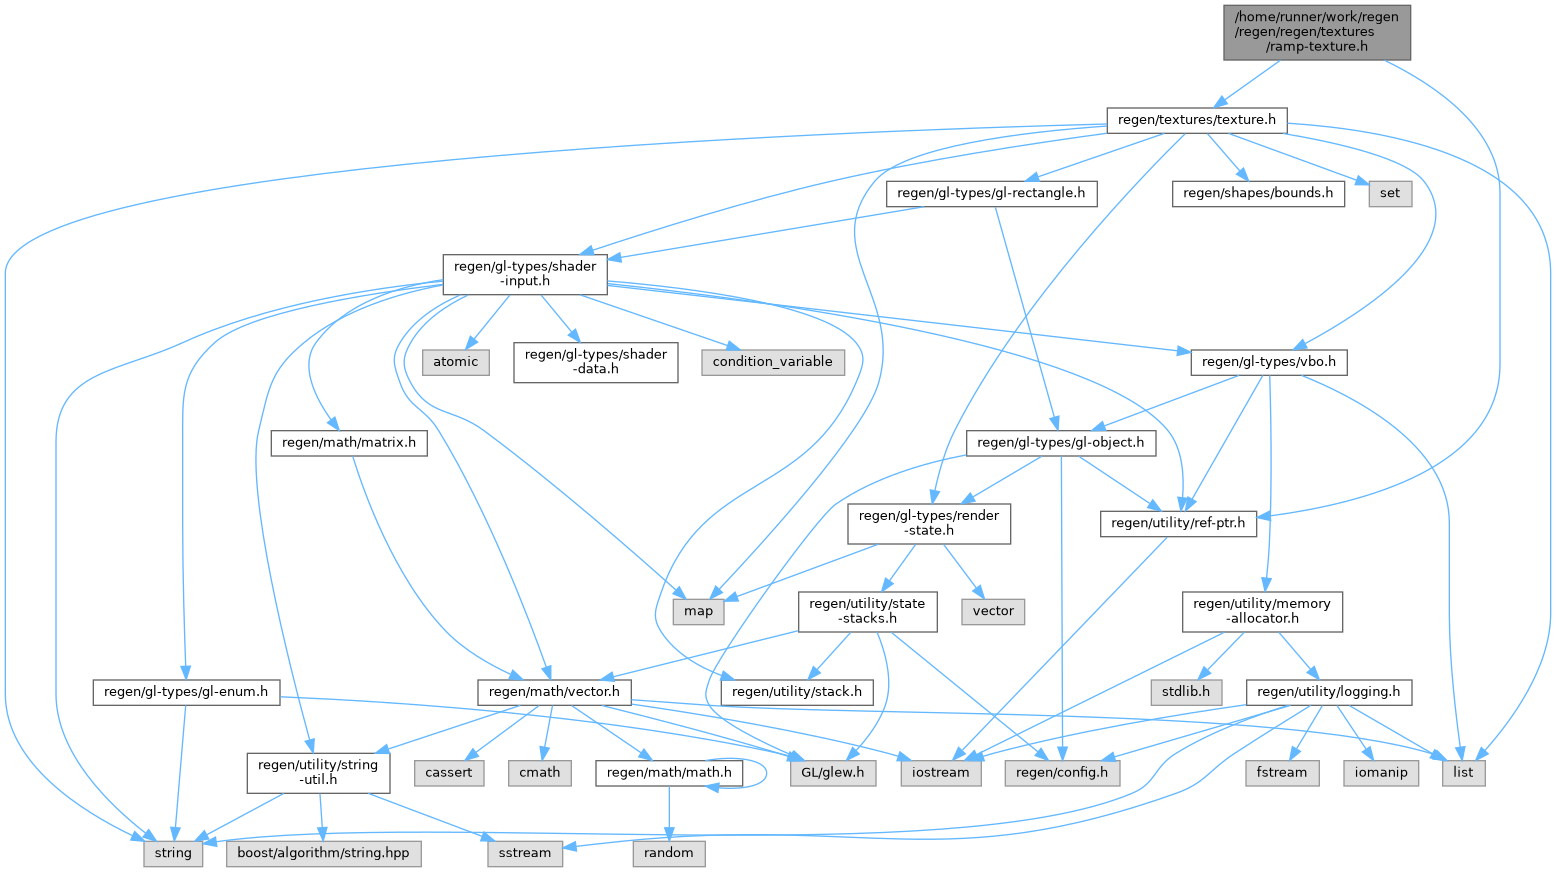 /home/runner/work/regen
/regen/regen/textures
/ramp-texture.h
regen/textures/texture.h
regen/gl-types/gl-rectangle.h
regen/shapes/bounds.h
set
regen/gl-types/shader
-input.h
atomic
regen/gl-types/shader
-data.h
condition_variable
regen/gl-types/vbo.h
regen/math/matrix.h
regen/gl-types/gl-object.h
regen/gl-types/render
-state.h
regen/utility/ref-ptr.h
map
regen/utility/state
-stacks.h
vector
regen/utility/memory
-allocator.h
regen/gl-types/gl-enum.h
regen/math/vector.h
regen/utility/stack.h
stdlib.h
regen/utility/logging.h
regen/utility/string
-util.h
cassert
cmath
regen/math/math.h
GL/glew.h
iostream
regen/config.h
fstream
iomanip
list
string
boost/algorithm/string.hpp
sstream
random